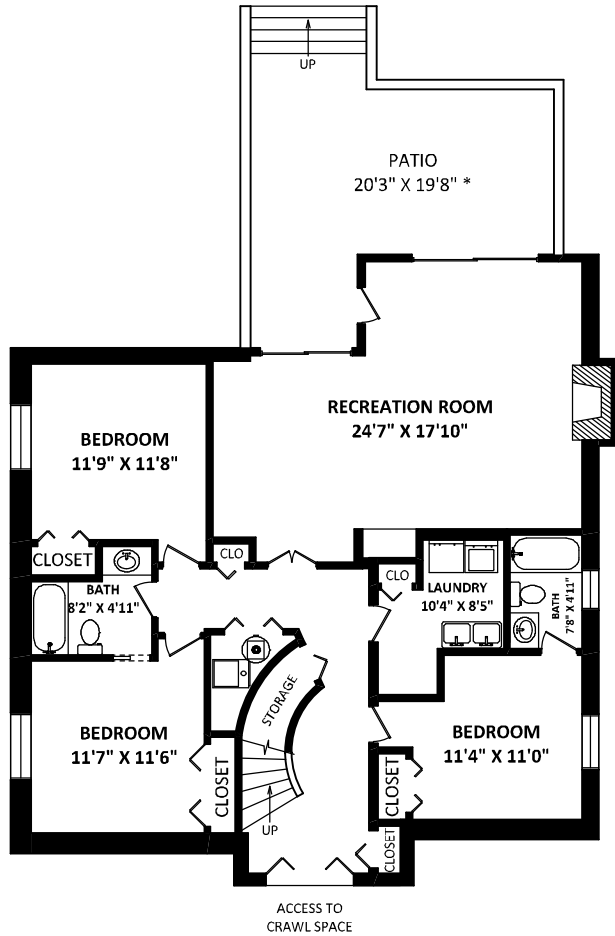 UP
PATIO
20'3" X 19'8" *
RECREATION ROOM
24'7" X 17'10"
BEDROOM
11'9" X 11'8"
CLOSET
CLO
BATH
8'2" X 4'11"
CLO
LAUNDRY
10'4" X 8'5"
BATH
7'8" X 4'11"
STORAGE
BEDROOM
11'7" X 11'6"
CLOSET
UP
BEDROOM
11'4" X 11'0"
CLOSET
CLOSET
ACCESS TO
CRAWL SPACE